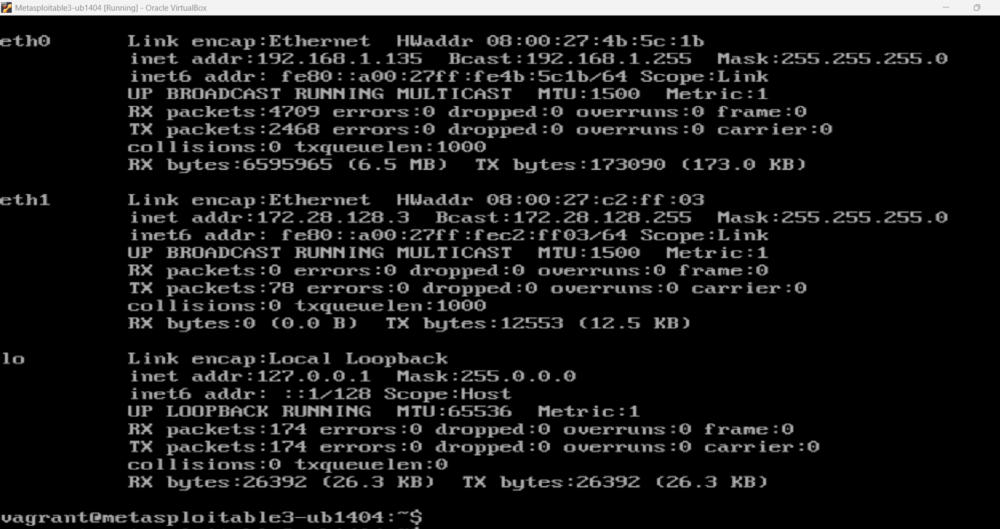 Metasploitable3-ub1404 [Running] - Oracle VirtualBox
eth0 Link encap:Ethernet HWaddr 08:00:27:4b:5c:1b
inet addr:192.168.1.135 Bcast:192.168.1.255 Mask:255.255.255.0
inet6 addr: fe80::a00:27ff:fe4b:5c1b/64 Scope:Link
UP BROADCAST RUNNING MULTICAST MTU:1500 Metric:1
RX packets:4709 errors:0 dropped:0 overruns:0 frame:0
TX packets:2468 errors:0 dropped:0 overruns:0 carrier:0
collisions:0 txqueuelen:1000
RX bytes:6595965 (6.5 MB) TX bytes:173090 (173.0 KB)
eth1 Link encap:Ethernet HWaddr 08:00:27:c2:ff:03
inet addr:172.28.128.3 Bcast:172.28.128.255 Mask:255.255.255.0
inet6 addr: fe80::a00:27ff:fec2:ff03/64 Scope:Link
UP BROADCAST RUNNING MULTICAST MTU:1500 Metric:1
RX packets:0 errors:0 dropped:0 overruns:0 frame:0
TX packets:78 errors:0 dropped:0 overruns:0 carrier:0
collisions:0 txqueuelen:1000
RX bytes:0 (0.0 B) TX bytes:12553 (12.5 KB)
lo Link encap:Local Loopback
inet addr:127.0.0.1 Mask:255.0.0.0
inet6 addr: ::1/128 Scope:Host
UP LOOPBACK RUNNING MTU:65536 Metric:1
RX packets:174 errors:0 dropped:0 overruns:0 frame:0
TX packets:174 errors:0 dropped:0 overruns:0 carrier:0
collisions:0 txqueuelen:0
RX bytes:26392 (26.3 KB) TX bytes:26392 (26.3 KB)
vagrant@metasploitable3-ub1404:~$